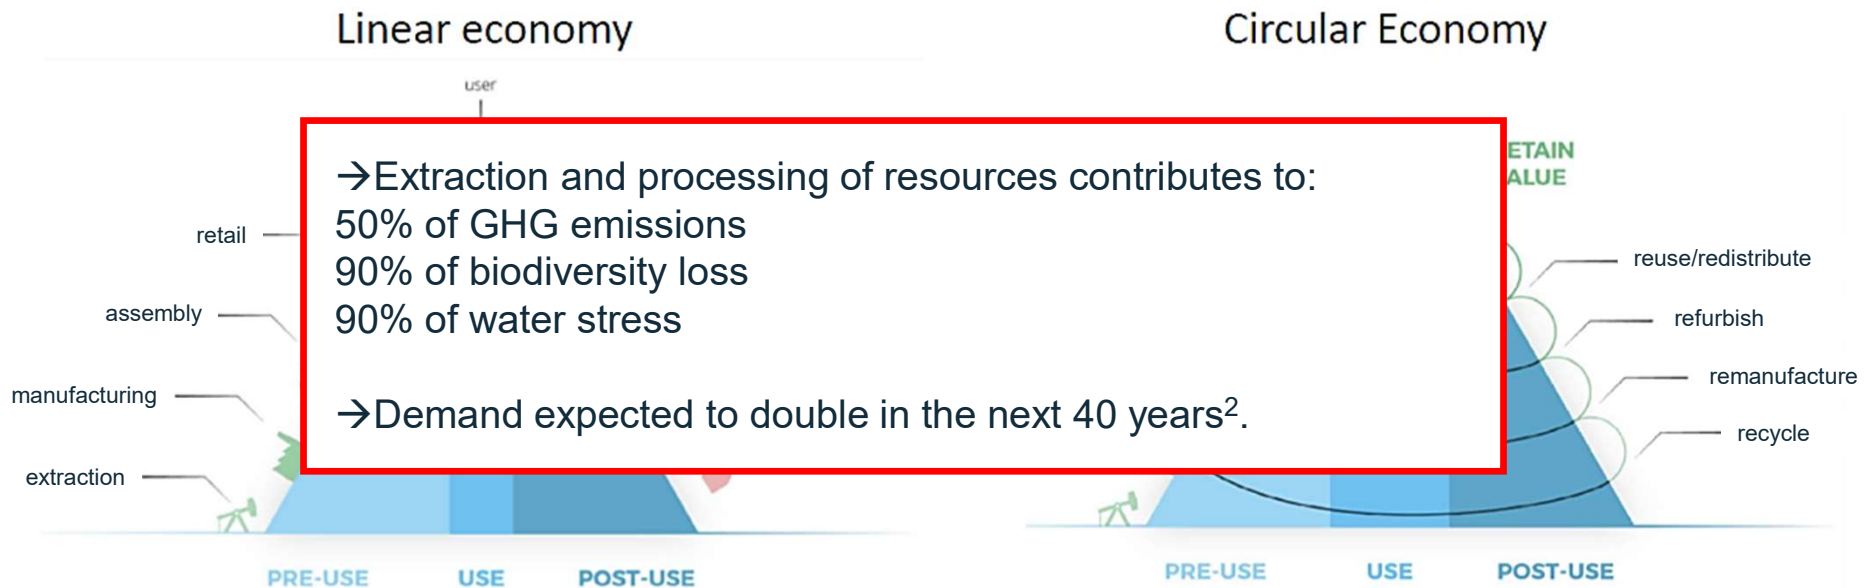 Linear economy
Circular Economy
user
→Extraction and processing of resources contributes to:
50% of GHG emissions
90% of biodiversity loss
90% of water stress
→Demand expected to double in the next 40 years².
retail
assembly
manufacturing
extraction
ETAIN
ALUE
reuse/redistribute
refurbish
remanufacture
recycle
PRE-USE
USE
POST-USE
PRE-USE
USE
POST-USE